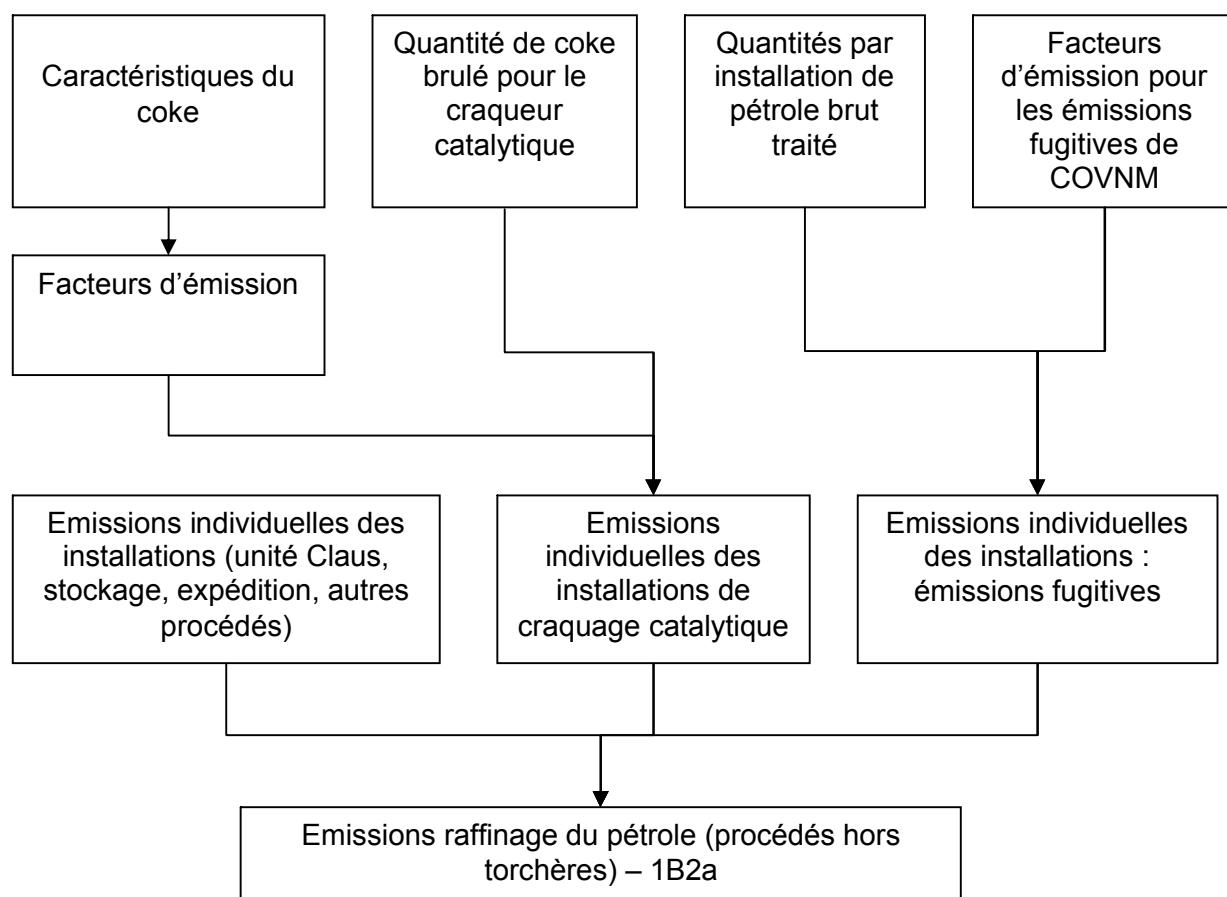 Caractéristiques du
coke
Quantité de coke
brulé pour le
craqueur
catalytique
Quantités par
installation de
pétrole brut
traité
Facteurs
d’émission pour
les émissions
fugitives de
COVNM
Facteurs d’émission
Emissions individuelles des
installations (unité Claus,
stockage, expédition, autres
procédés)
Emissions
individuelles des
installations de
craquage catalytique
Emissions individuelles
des installations :
émissions fugitives
Emissions raffinage du pétrole (procédés hors
torchères) – 1B2a